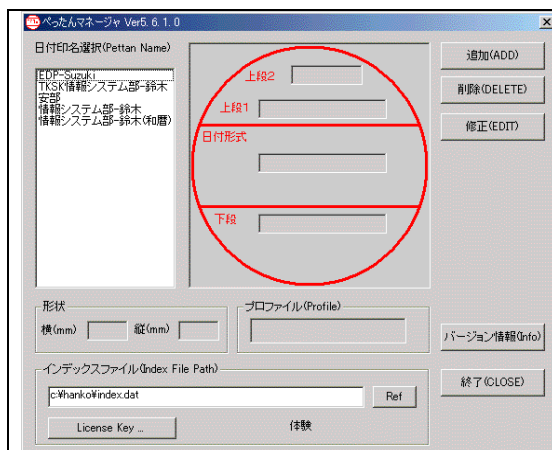 ぺったんマネージャ Ver5.6.1.0
日付印名選択(Pettan Name)
EDP-Suzuki
TKSK情報システム部-鈴木
安部
情報システム部-鈴木
情報システム部-鈴木(和暦)
上段2
上段1
日付形式
下段
追加(ADD)
削除(DELETE)
修正(EDIT)
形状
横(mm)
縦(mm)
プロファイル(Profile)
バージョン情報(Info)
インデックスファイル(Index File Path)
c:¥hanko¥index.dat
Ref
終了(CLOSE)
License Key ...
体験